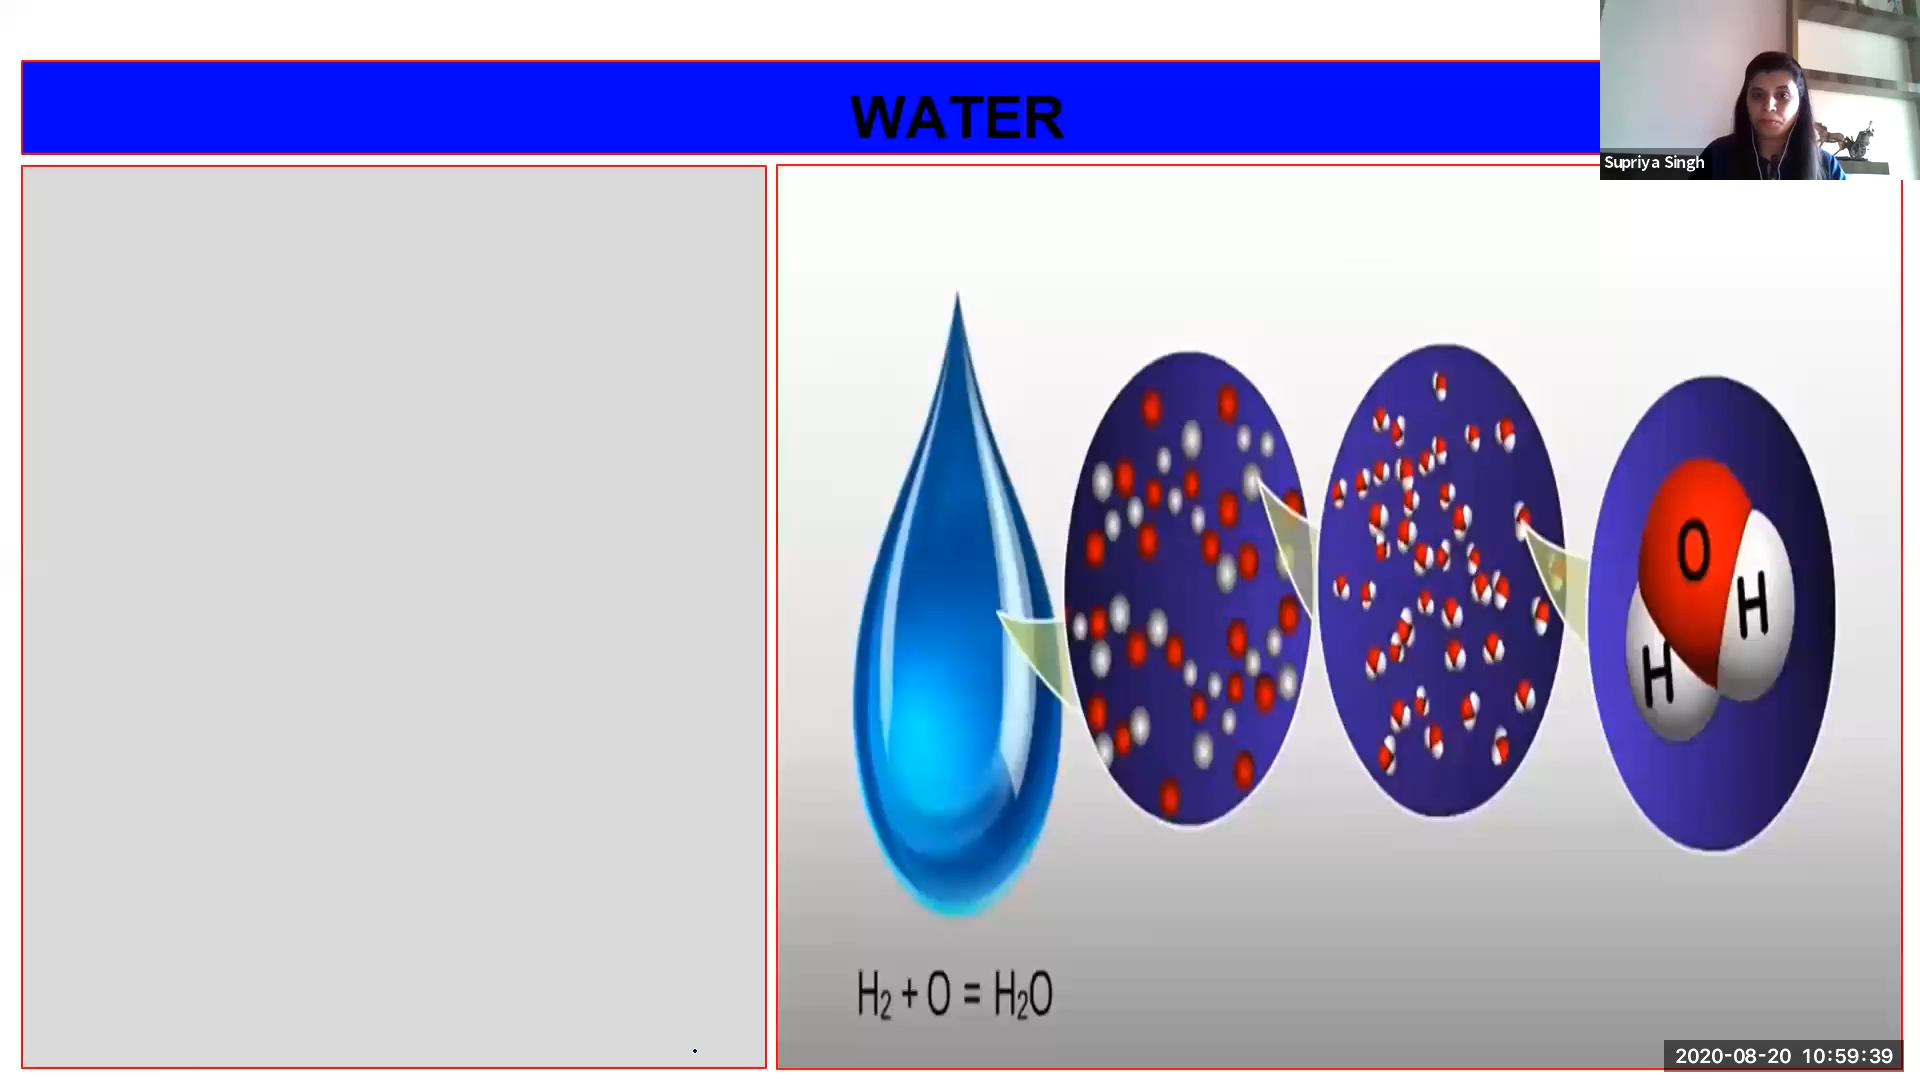 WATER
Supriya Singh
O
H
H
H₂ + O = H₂O
2020-08-20 10:59:39